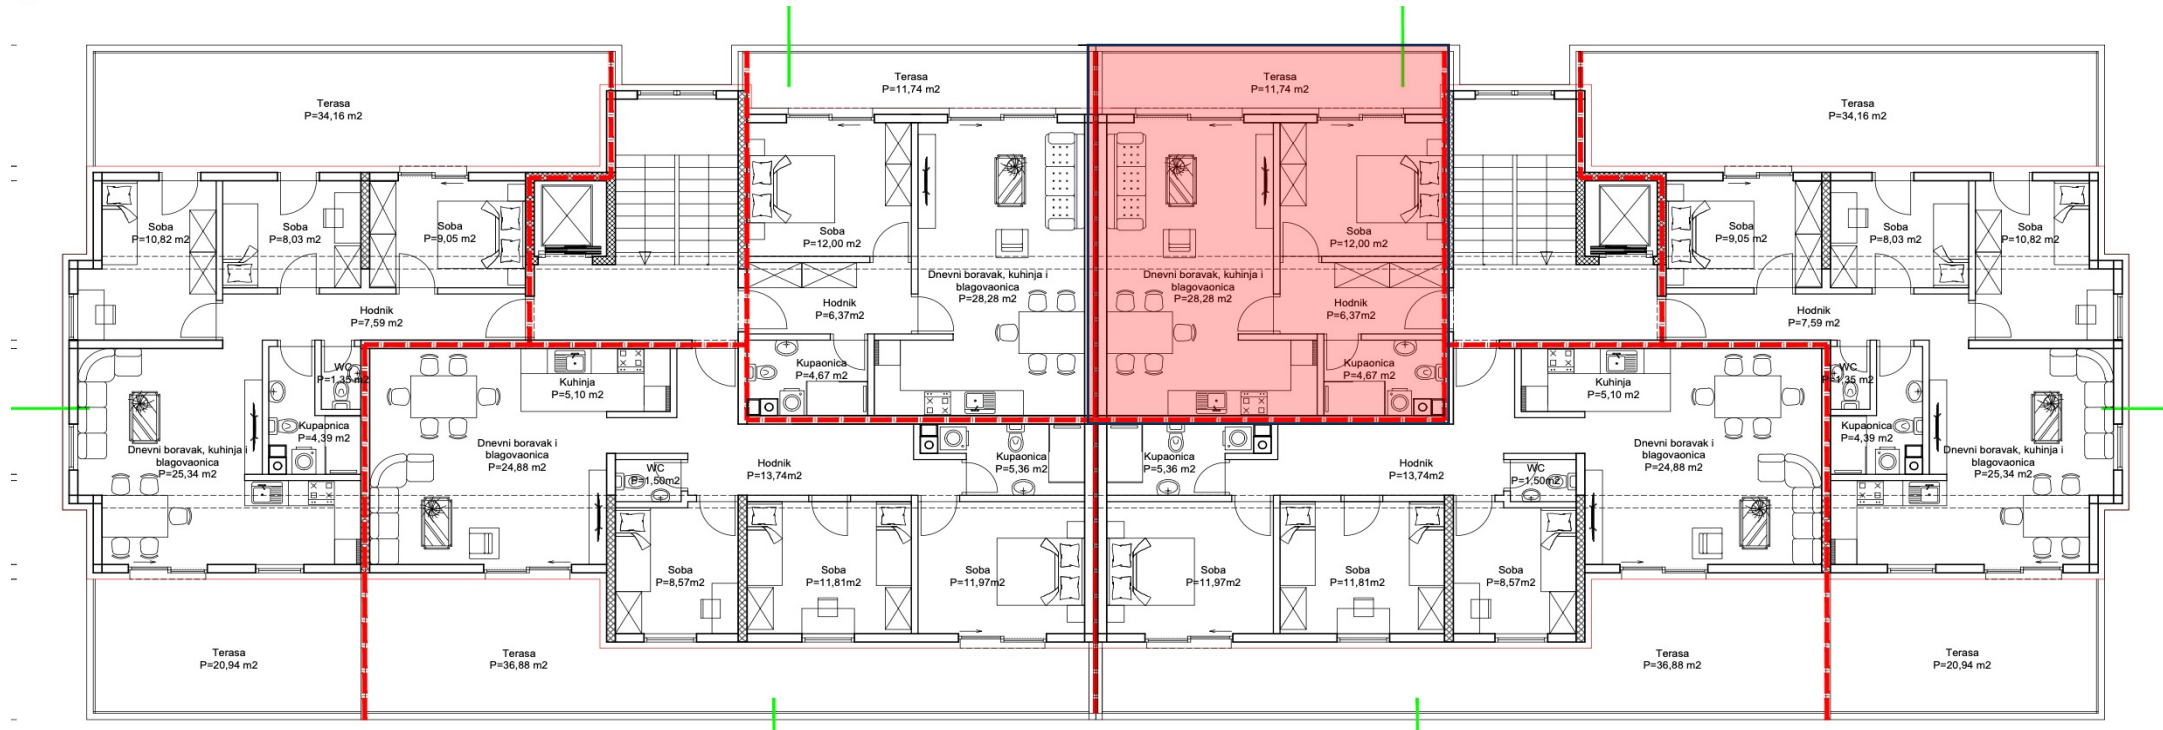 Terasa
P=34,16 m2
Terasa
P=11,74 m2
Terasa
P=11,74 m2
Terasa
P=34,16 m2
Soba
P=10,82 m2
Soba
P=8,03 m2
Soba
P=9,05 m2
Soba
P=12,00 m2
Soba
P=12,00 m2
Soba
P=9,05 m2
Soba
P=8,03 m2
Soba
P=10,82 m2
Hodnik
P=7,59 m2
Hodnik
P=6,37m2
Dnevni boravak, kuhinja i
blagovaonica
P=28,28 m2
Dnevni boravak, kuhinja i
blagovaonica
P=28,28 m2
Hodnik
P=6,37m2
Hodnik
P=7,59 m2
WC
P=1,35 m2
Kuhinja
P=5,10 m2
Kupaonica
P=4,67 m2
Kupaonica
P=4,67 m2
Kuhinja
P=5,10 m2
WC
P=1,35 m2
Kupaonica
P=4,39 m2
Kupaonica
P=4,39 m2
Dnevni boravak, kuhinja i
blagovaonica
P=25,34 m2
Dnevni boravak i
blagovaonica
P=24,88 m2
WC
P=1,50m2
Hodnik
P=13,74m2
Kupaonica
P=5,36 m2
Kupaonica
P=5,36 m2
Hodnik
P=13,74m2
WC
P=1,50m2
Dnevni boravak i
blagovaonica
P=24,88 m2
Dnevni boravak, kuhinja i
blagovaonica
P=25,34 m2
Soba
P=8,57m2
Soba
P=11,81m2
Soba
P=11,97m2
Soba
P=11,97m2
Soba
P=11,81m2
Soba
P=8,57m2
Terasa
P=20,94 m2
Terasa
P=36,88 m2
Terasa
P=36,88 m2
Terasa
P=20,94 m2